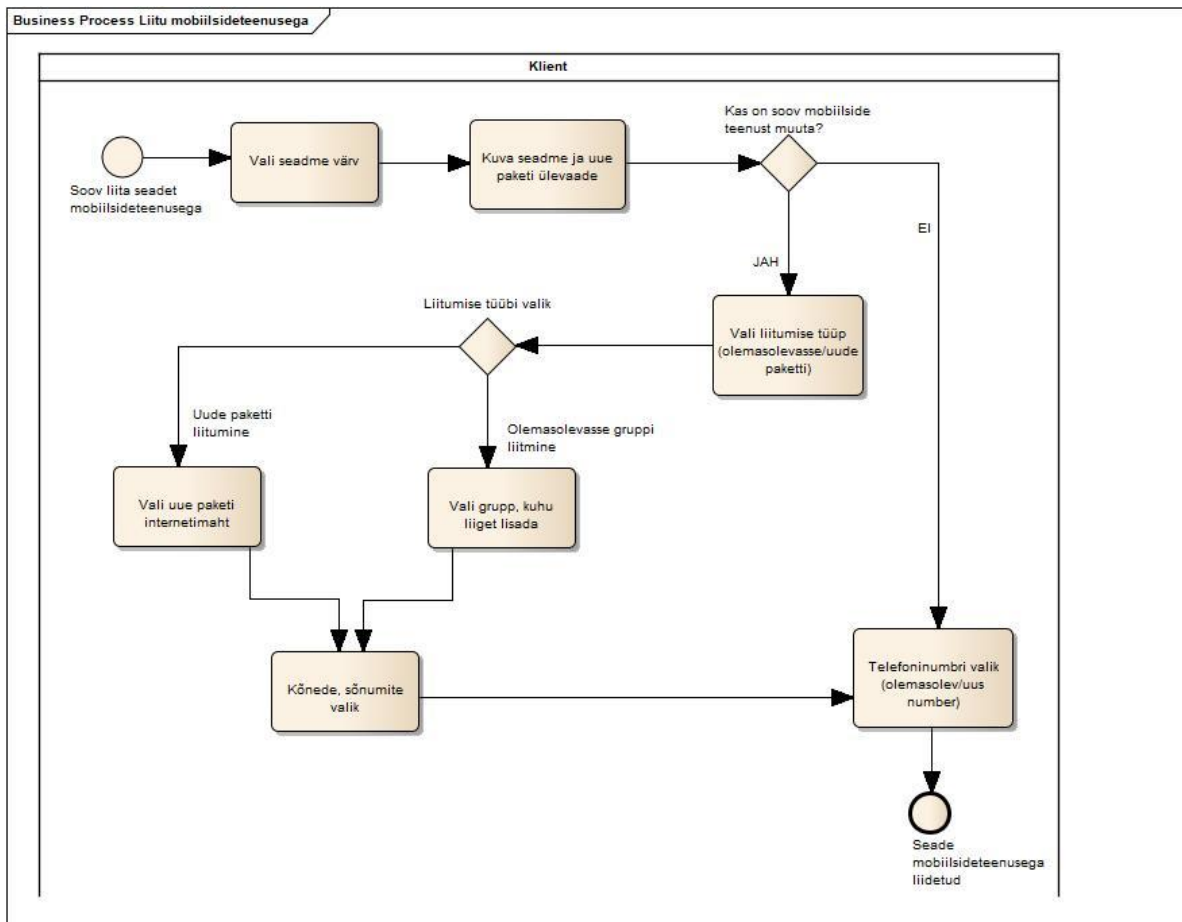 Business Process Liitu mobiilsideteenusega
Klient
Soov liita seadet
mobiilsideteenusega
Vali seadme värv
Kuva seadme ja uue
paketi ülevaade
Kas on soov mobiilside
teenust muuta?
EI
JAH
Vali liitumise tüüp
(olemasolevasse/uude
paketti)
Liitumise tüübi valik
Uude paketti
liitumine
Olemasolevasse gruppi
liitmine
Vali uue paketi
internetimaht
Vali grupp, kuhu
liiget lisada
Kõnede, sõnumite
valik
Telefoninumbri valik
(olemasolev/uus
number)
Seade
mobiilsideteenusega
liidetud